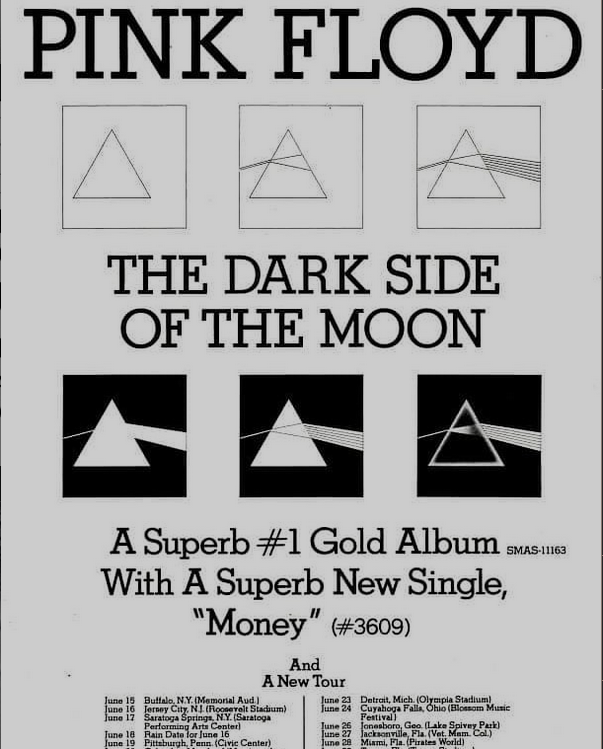 PINK FLOYD
THE DARK SIDE
OF THE MOON
A Superb #1 Gold Album SMAS-11163
With A Superb New Single,
"Money" (#3609)
And
A New Tour
June 15 Buffalo, N.Y. (Memorial Aud.)
June 16 Jersey City, N.J. (Roosevelt Stadium)
June 17 Saratoga Springs, N.Y. (Saratoga
Performing Arts Center)
June 18 Rain Date for June 16
June 19 Pittsburgh, Penn. (Civic Center)
June 23 Detroit, Mich. (Olympia Stadium)
June 24 Cuyahoga Falls, Ohio (Blossom Music
Festival)
June 26 Jonesboro, Geo. (Lake Spivey Park)
June 27 Jacksonville, Fla. (Vet. Mem. Col.)
June 28 Miami, Fla. (Pirates World)